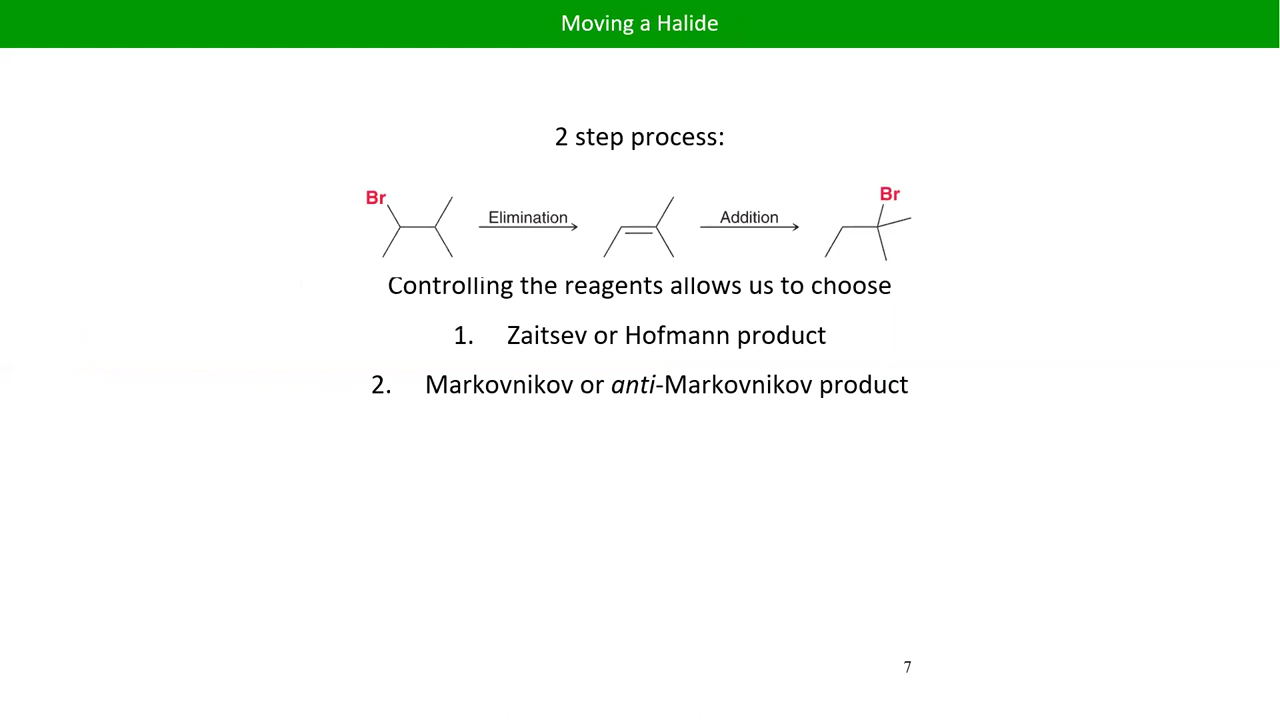 Moving a Halide
2 step process:
Br
Elimination
Addition
Br
Controlling the reagents allows us to choose
1. Zaitsev or Hofmann product
2. Markovnikov or anti-Markovnikov product
7